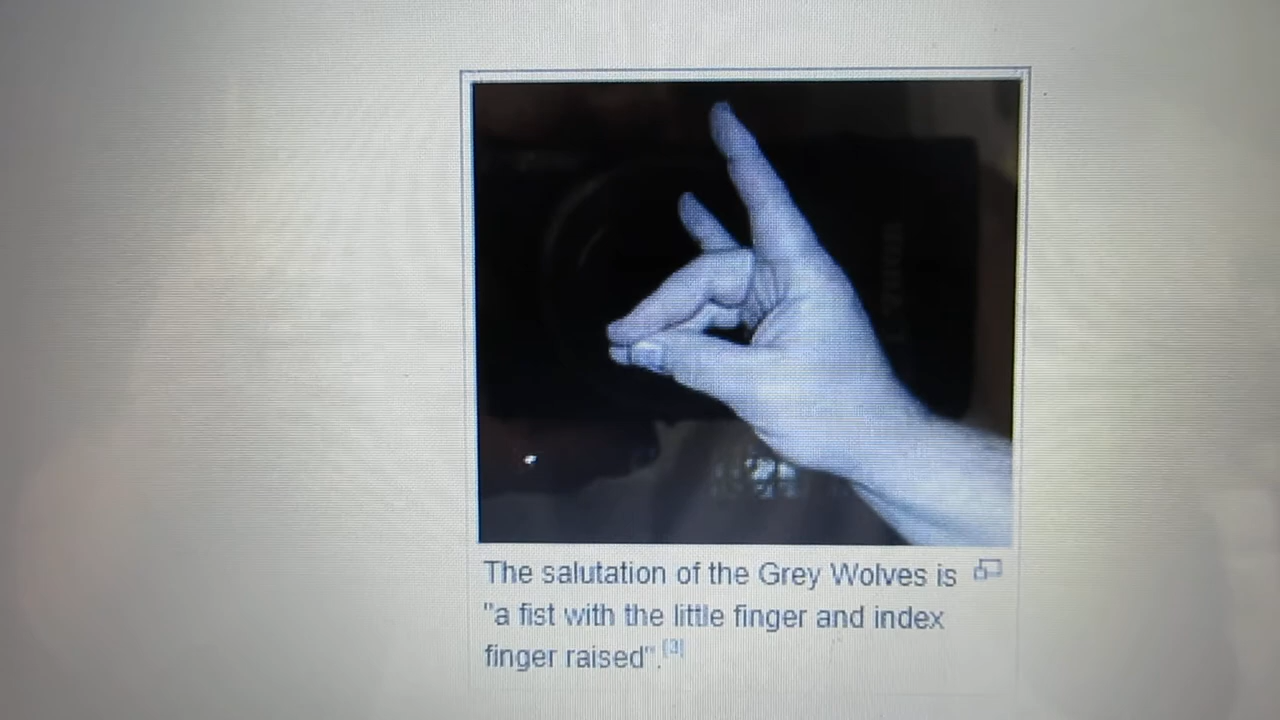 The salutation of the Grey Wolves is
"a fist with the little finger and index
finger raised".[3]